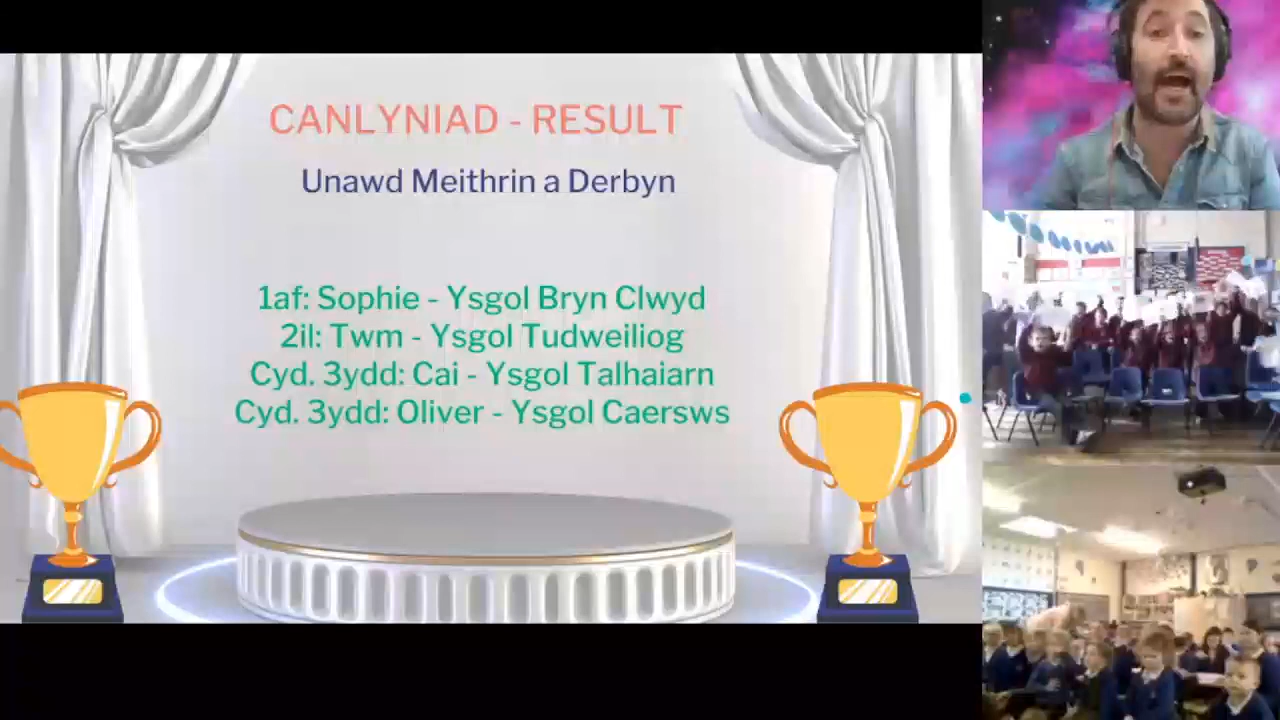 CANLYNIAD - RESULT
Unawd Meithrin a Derbyn
1af: Sophie - Ysgol Bryn Clwyd
2il: Twm - Ysgol Tudweiliog
Cyd. 3ydd: Cai - Ysgol Talhaiarn
Cyd. 3ydd: Oliver - Ysgol Caersws